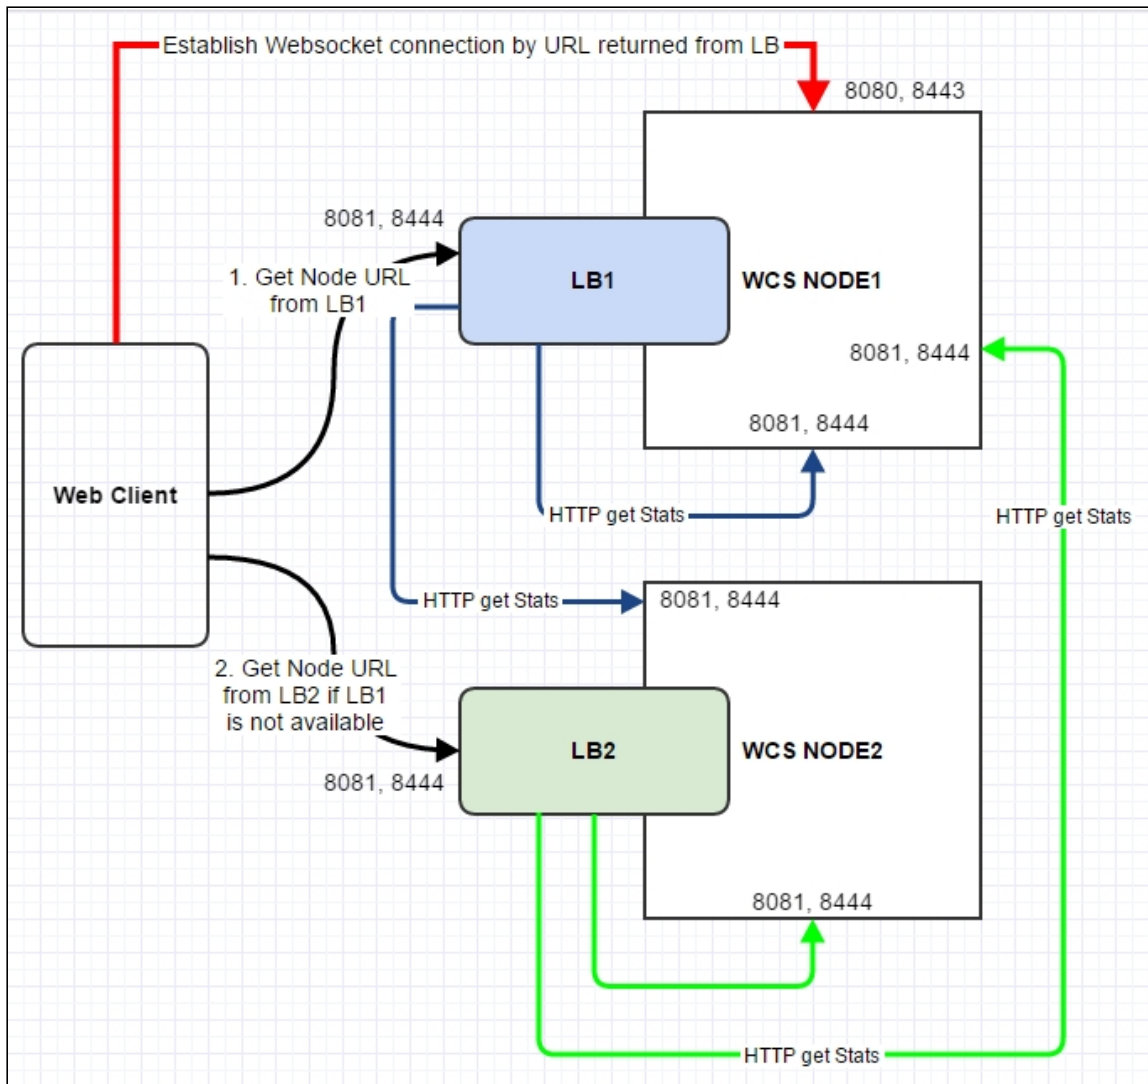 Establish Websocket connection by URL returned from LB
8080, 8443
8081, 8444
1. Get Node URL
from LB1
LB1
WCS NODE1
8081, 8444
8081, 8444
Web Client
HTTP get Stats
HTTP get Stats
HTTP get Stats
8081, 8444
2. Get Node URL
from LB2 if LB1
is not available
LB2
WCS NODE2
8081, 8444
8081, 8444
HTTP get Stats